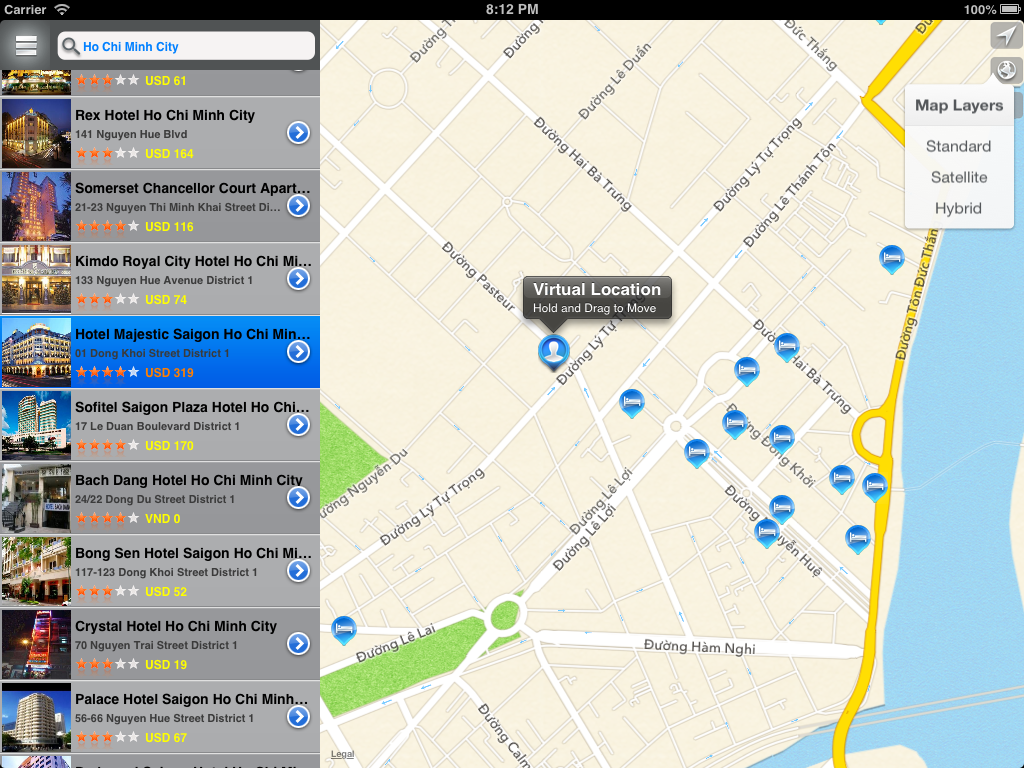 Carrier
8:12 PM
100%
Ho Chi Minh City
USD 61
Rex Hotel Ho Chi Minh City
141 Nguyen Hue Blvd
USD 164
Somerset Chancellor Court Apart...
21-23 Nguyen Thi Minh Khai Street Di...
USD 116
Kimdo Royal City Hotel Ho Chi Mi...
133 Nguyen Hue Avenue District 1
USD 74
Hotel Majestic Saigon Ho Chi Min...
01 Dong Khoi Street District 1
USD 319
Sofitel Saigon Plaza Hotel Ho Chi...
17 Le Duan Boulevard District 1
USD 170
Bach Dang Hotel Ho Chi Minh City
24/22 Dong Du Street District 1
VND 0
Bong Sen Hotel Saigon Ho Chi Mi...
117-123 Dong Khoi Street District 1
USD 52
Crystal Hotel Ho Chi Minh City
70 Nguyen Trai Street District 1
USD 19
Palace Hotel Saigon Ho Chi Minh...
56-66 Nguyen Hue Street District 1
USD 67
Map Layers
Standard
Satellite
Hybrid
Virtual Location
Hold and Drag to Move
Đường
Đường
Đức Thắng
Đường Lê Duẩn
Đường Hai Bà Trưng
Đường Lý Tự Trọng
Đường Lê Thánh Tôn
Đường Pasteur
Đường Lý Tự
Đường Tôn Đức Thắn
Hai Bà Trưng
Đồng Khởi
Đường Nguyễn Du
Đường Lý Tự Trọng
Đường Lê Lợi
Đường Lê Lợi
Đường
Huệ
Đường Lê Lai
Đường Hàm Nghi
Đường Calm
Legal